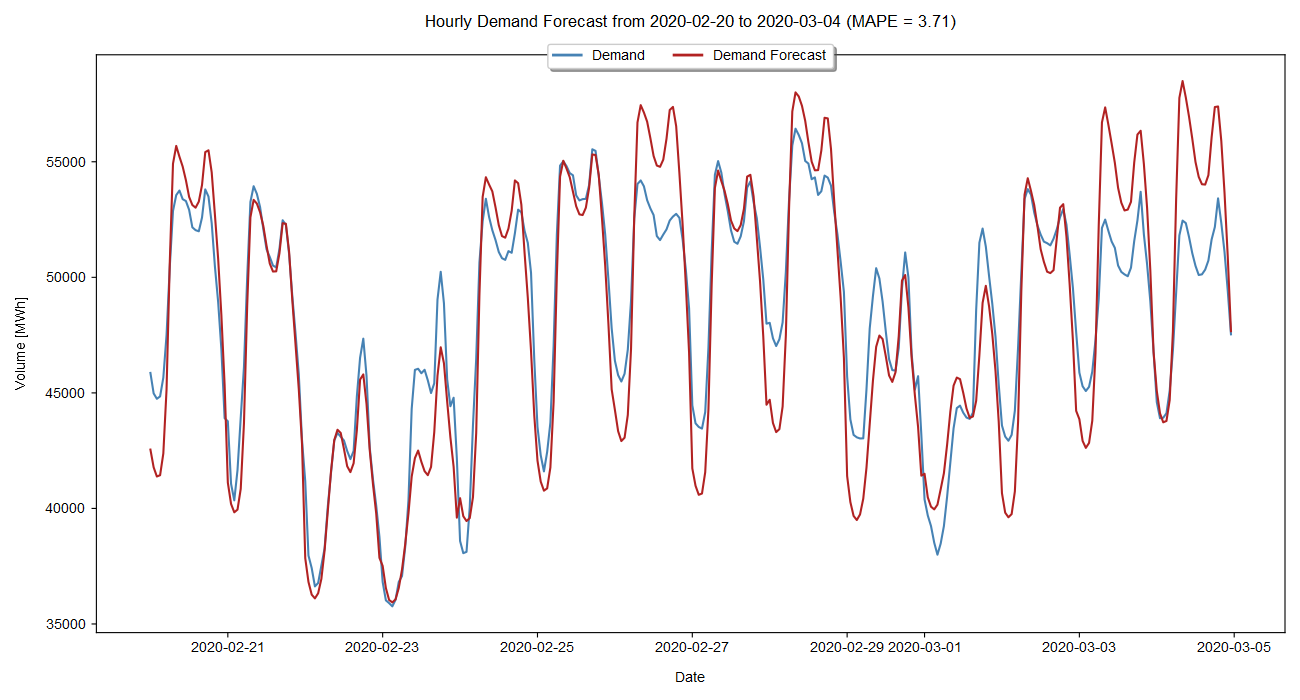 Hourly Demand Forecast from 2020-02-20 to 2020-03-04 (MAPE = 3.71)
Demand
Demand Forecast
Volume [MWh]
55000
50000
45000
40000
35000
2020-02-21
2020-02-23
2020-02-25
2020-02-27
2020-02-29
2020-03-01
2020-03-03
2020-03-05
Date